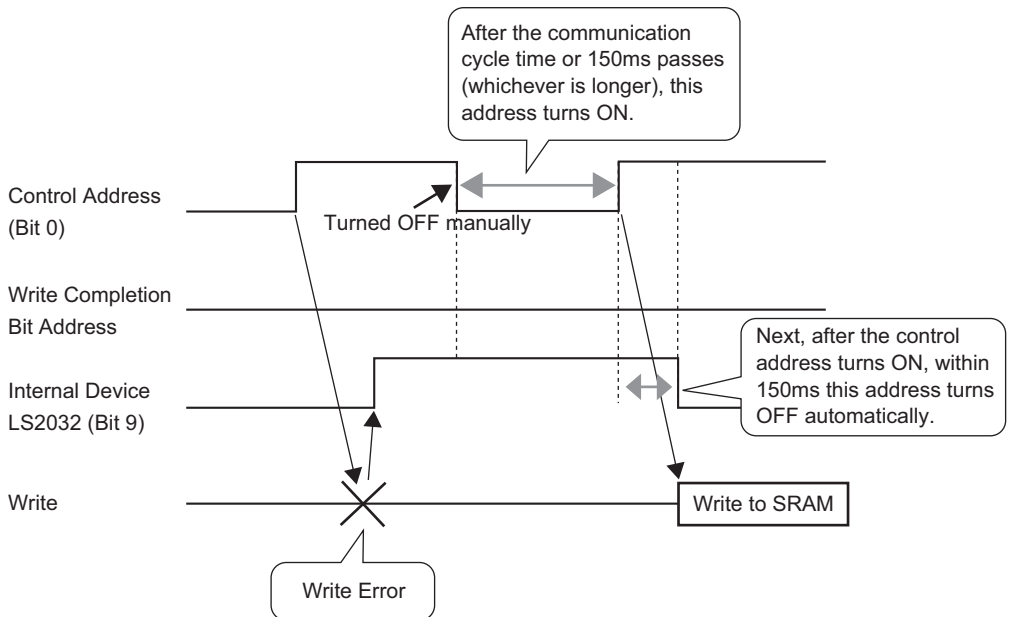 After the communication
cycle time or 150ms passes
(whichever is longer), this
address turns ON.
Control Address
(Bit 0)
Turned OFF manually
Write Completion
Bit Address
Next, after the control
address turns ON, within
150ms this address turns
OFF automatically.
Internal Device
LS2032 (Bit 9)
Write
Write to SRAM
Write Error